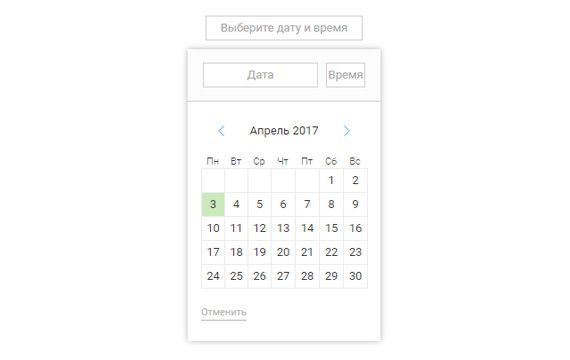 Выберите дату и время
Дата Время
Апрель 2017
Пн Вт Ср Чт Пт Сб Вс
1 2
3 4 5 6 7 8 9
10 11 12 13 14 15 16
17 18 19 20 21 22 23
24 25 26 27 28 29 30
Отменить